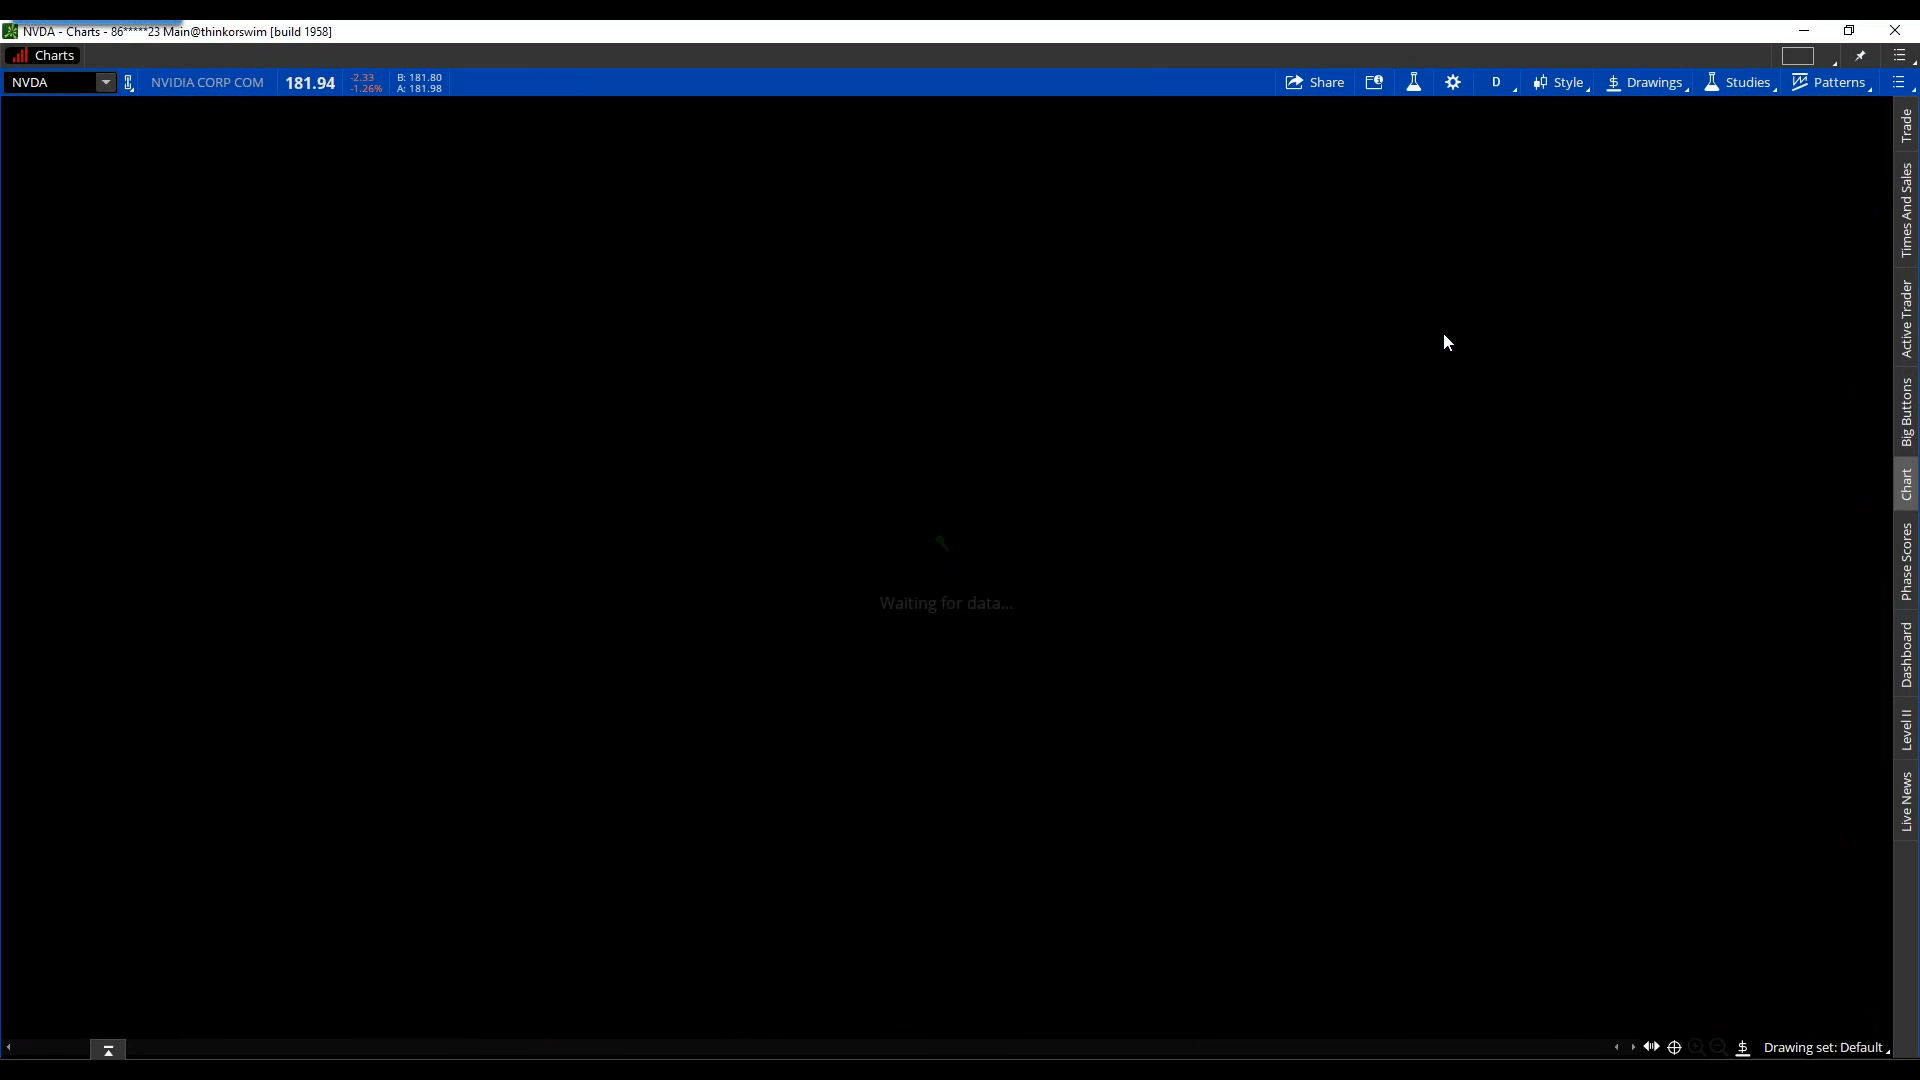 NVDA - Charts - 86*****23 Main@thinkorswim [build 1958]
Charts
NVDA
NVIDIA CORP COM
181.94
-2.33
-1.26%
B: 181.80
A: 181.98
Share
D
Style
Drawings
Studies
Patterns
Trade
Times And Sales
Active Trader
Big Buttons
Chart
Phase Scores
Dashboard
Level II
Live News
Waiting for data...
Drawing set: Default